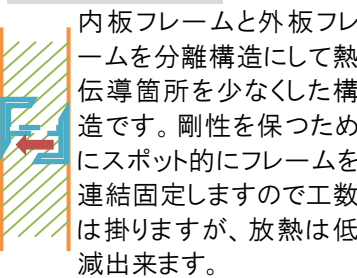 内板フレームと外板フレ
ームを分離構造にして熱
伝導箇所を少なくした構
造です。剛性を保つため
にスポット的にフレームを
連結固定しますので工数
は掛りますが、放熱は低
減出来ます。